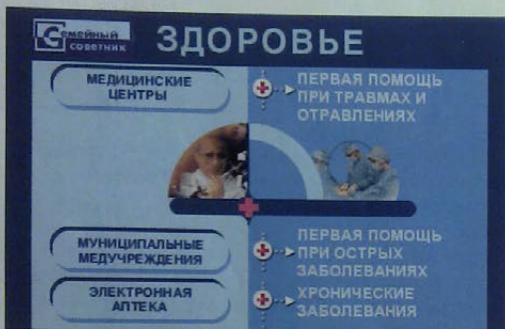 Семейный
советник
ЗДОРОВЬЕ
МЕДИЦИНСКИЕ
ЦЕНТРЫ
ПЕРВАЯ ПОМОЩЬ
ПРИ ТРАВМАХ И
ОТРАВЛЕНИЯХ
МУНИЦИПАЛЬНЫЕ
МЕДУЧРЕЖДЕНИЯ
ПЕРВАЯ ПОМОЩЬ
ПРИ ОСТРЫХ
ЗАБОЛЕВАНИЯХ
ЭЛЕКТРОННАЯ
АПТЕКА
ХРОНИЧЕСКИЕ
ЗАБОЛЕВАНИЯ